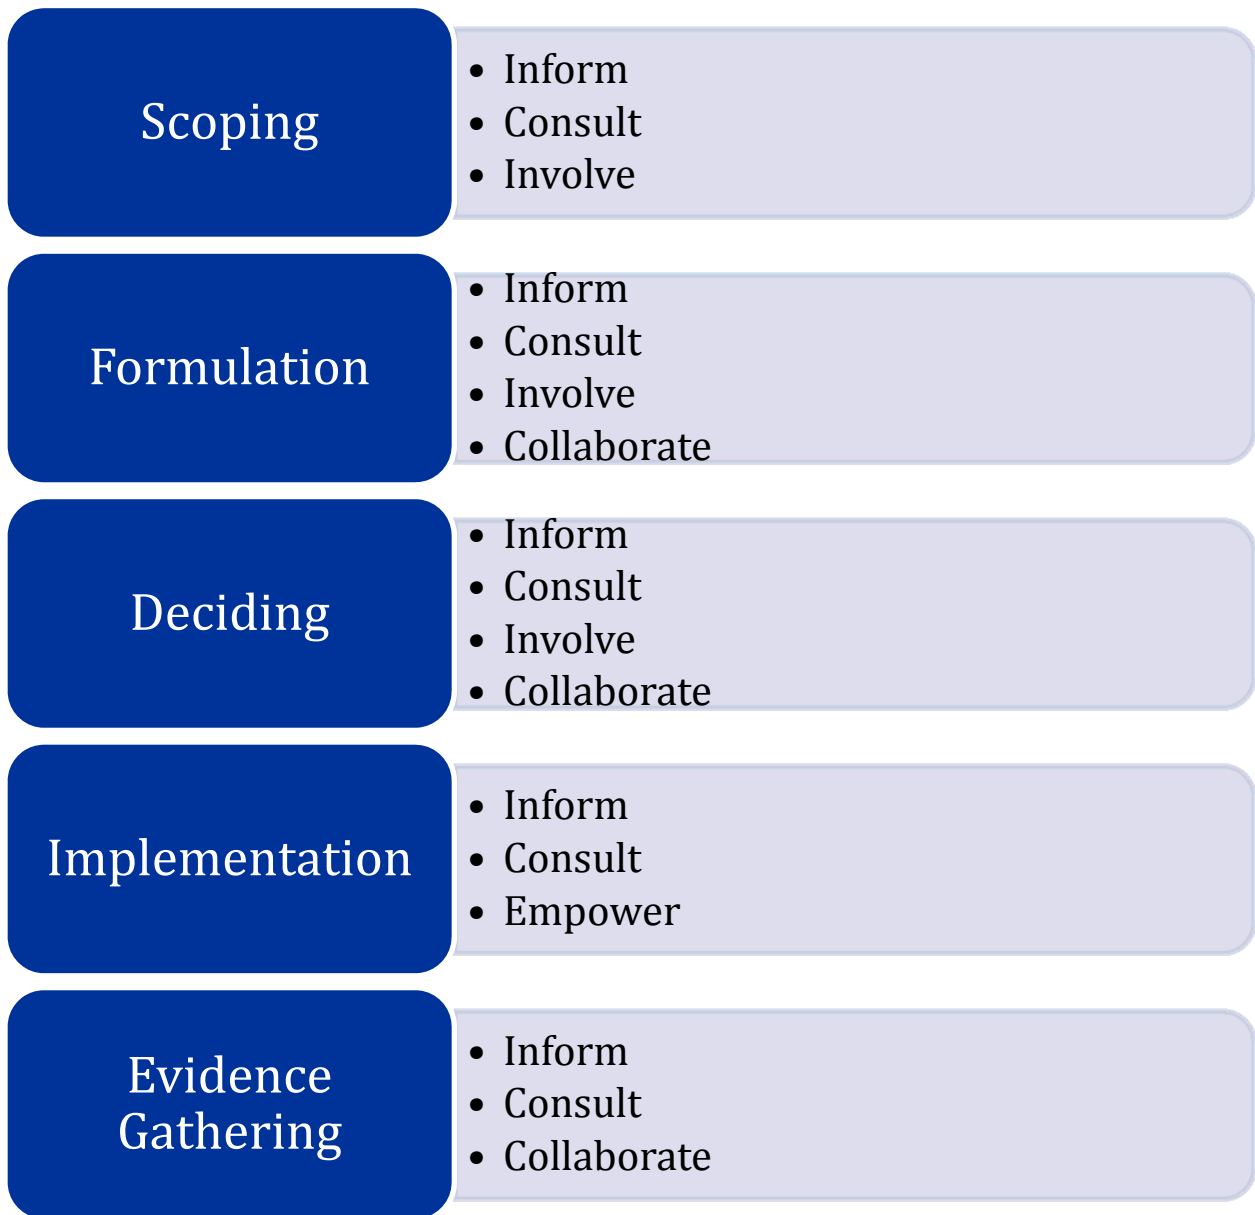 Scoping
• Inform
• Consult
• Involve
Formulation
• Inform
• Consult
• Involve
• Collaborate
Deciding
• Inform
• Consult
• Involve
• Collaborate
Implementation
• Inform
• Consult
• Empower
Evidence
Gathering
• Inform
• Consult
• Collaborate